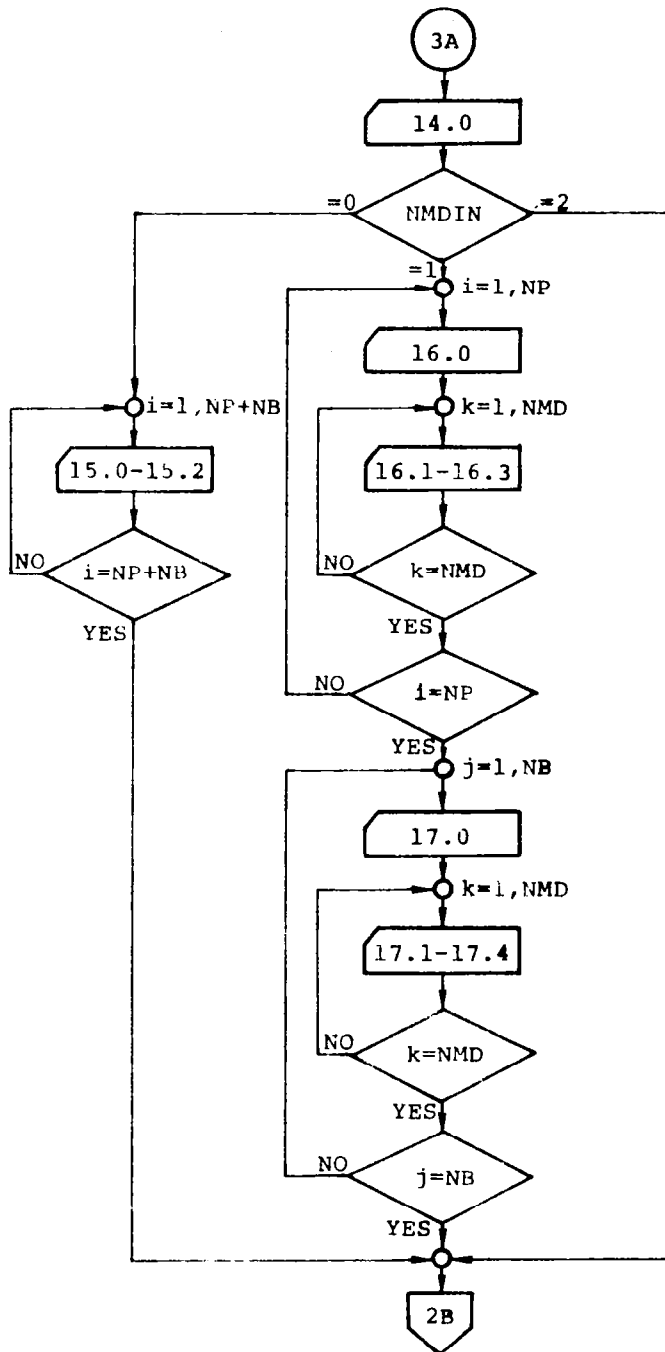 3A
14.0
=0
NMDIN
=2
=1
i=1,NP
16.0
i=1,NP+NB
k=1,NMD
15.0-15.2
16.1-16.3
NO
i=NP+NB
NO
k=NMD
YES
YES
NO
i=NP
YES
j=1,NB
17.0
k=1,NMD
17.1-17.4
NO
k=NMD
YES
NO
j=NB
YES
2B